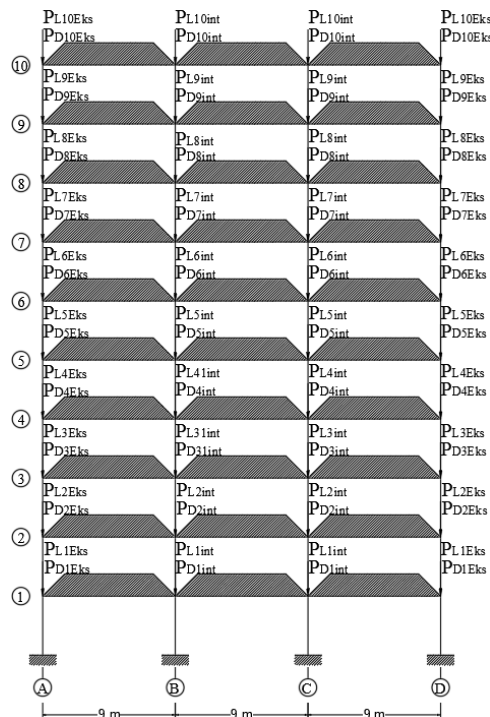 PL10Eks PL10int PL10int PL10Eks
PD10Eks PD10int PD10int PD10Eks
10
PL9Eks PL9int PL9int PL9Eks
PD9Eks PD9int PD9int PD9Eks
9
PL8Eks PL8int PL8int PL8Eks
PD8Eks PD8int PD8int PD8Eks
8
PL7Eks PL7int PL7int PL7Eks
PD7Eks PD7int PD7int PD7Eks
7
PL6Eks PL6int PL6int PL6Eks
PD6Eks PD6int PD6int PD6Eks
6
PL5Eks PL5int PL5int PL5Eks
PD5Eks PD5int PD5int PD5Eks
5
PL4Eks PL41int PL4int PL4Eks
PD4Eks PD4int PD4int PD4Eks
4
PL3Eks PL31int PL3int PL3Eks
PD3Eks PD31int PD3int PD3Eks
3
PL2Eks PL2int PL2int PL2Eks
PD2Eks PD2int PD2int PD2Eks
2
PL1Eks PL1int PL1int PL1Eks
PD1Eks PD1int PD1int PD1Eks
1
A B C D
9 m 9 m 9 m